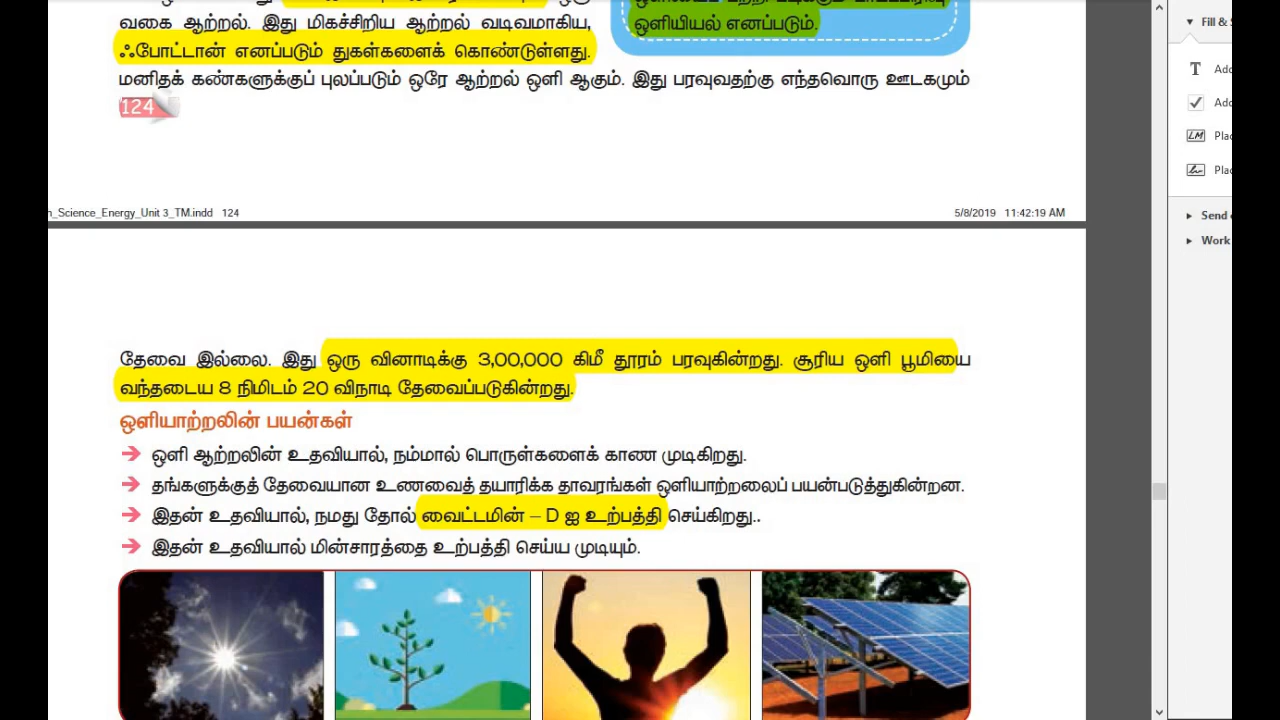 வகை ஆற்றல். இது மிகச்சிறிய ஆற்றல் வடிவமாகிய,
ஃபோட்டான் எனப்படும் துகள்களைக் கொண்டுள்ளது.
ஒளியியல் எனப்படும்.
மனிதக் கண்களுக்குப் புலப்படும் ஒரே ஆற்றல் ஒளி ஆகும். இது பரவுவதற்கு எந்தவொரு ஊடகமும்
124
_Science_Energy_Unit 3_TM.indd 124
5/8/2019 11:42:19 AM
தேவை இல்லை. இது ஒரு வினாடிக்கு 3,00,000 கிமீ தூரம் பரவுகின்றது. சூரிய ஒளி பூமியை
வந்தடைய 8 நிமிடம் 20 விநாடி தேவைப்படுகின்றது.
ஒளியாற்றலின் பயன்கள்
➔ ஒளி ஆற்றலின் உதவியால், நம்மால் பொருள்களைக் காண முடிகிறது.
➔ தங்களுக்குத் தேவையான உணவைத் தயாரிக்க தாவரங்கள் ஒளியாற்றலைப் பயன்படுத்துகின்றன.
➔ இதன் உதவியால், நமது தோல் வைட்டமின் – D ஐ உற்பத்தி செய்கிறது..
➔ இதன் உதவியால் மின்சாரத்தை உற்பத்தி செய்ய முடியும்.
Fill & S
T Add
Add
LM Plac
Plac
Send
Work